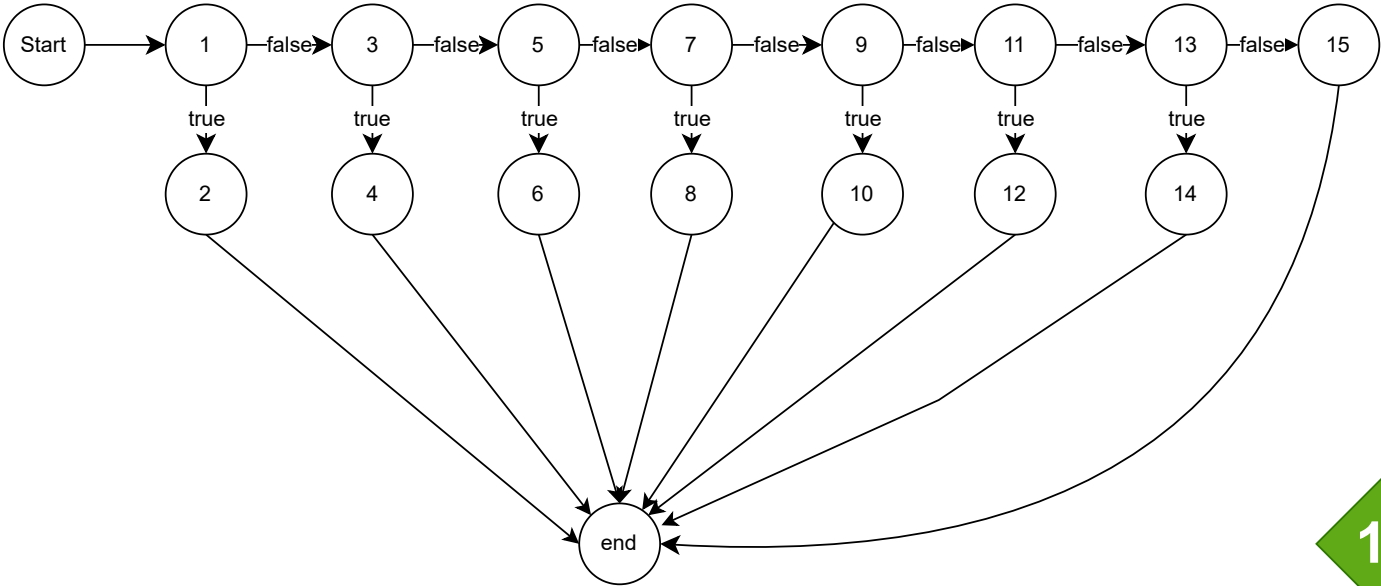 Start 1 false 3 false 5 false 7 false 9 false 11 false 13 false 15
true true true true true true true
2 4 6 8 10 12 14
end
1